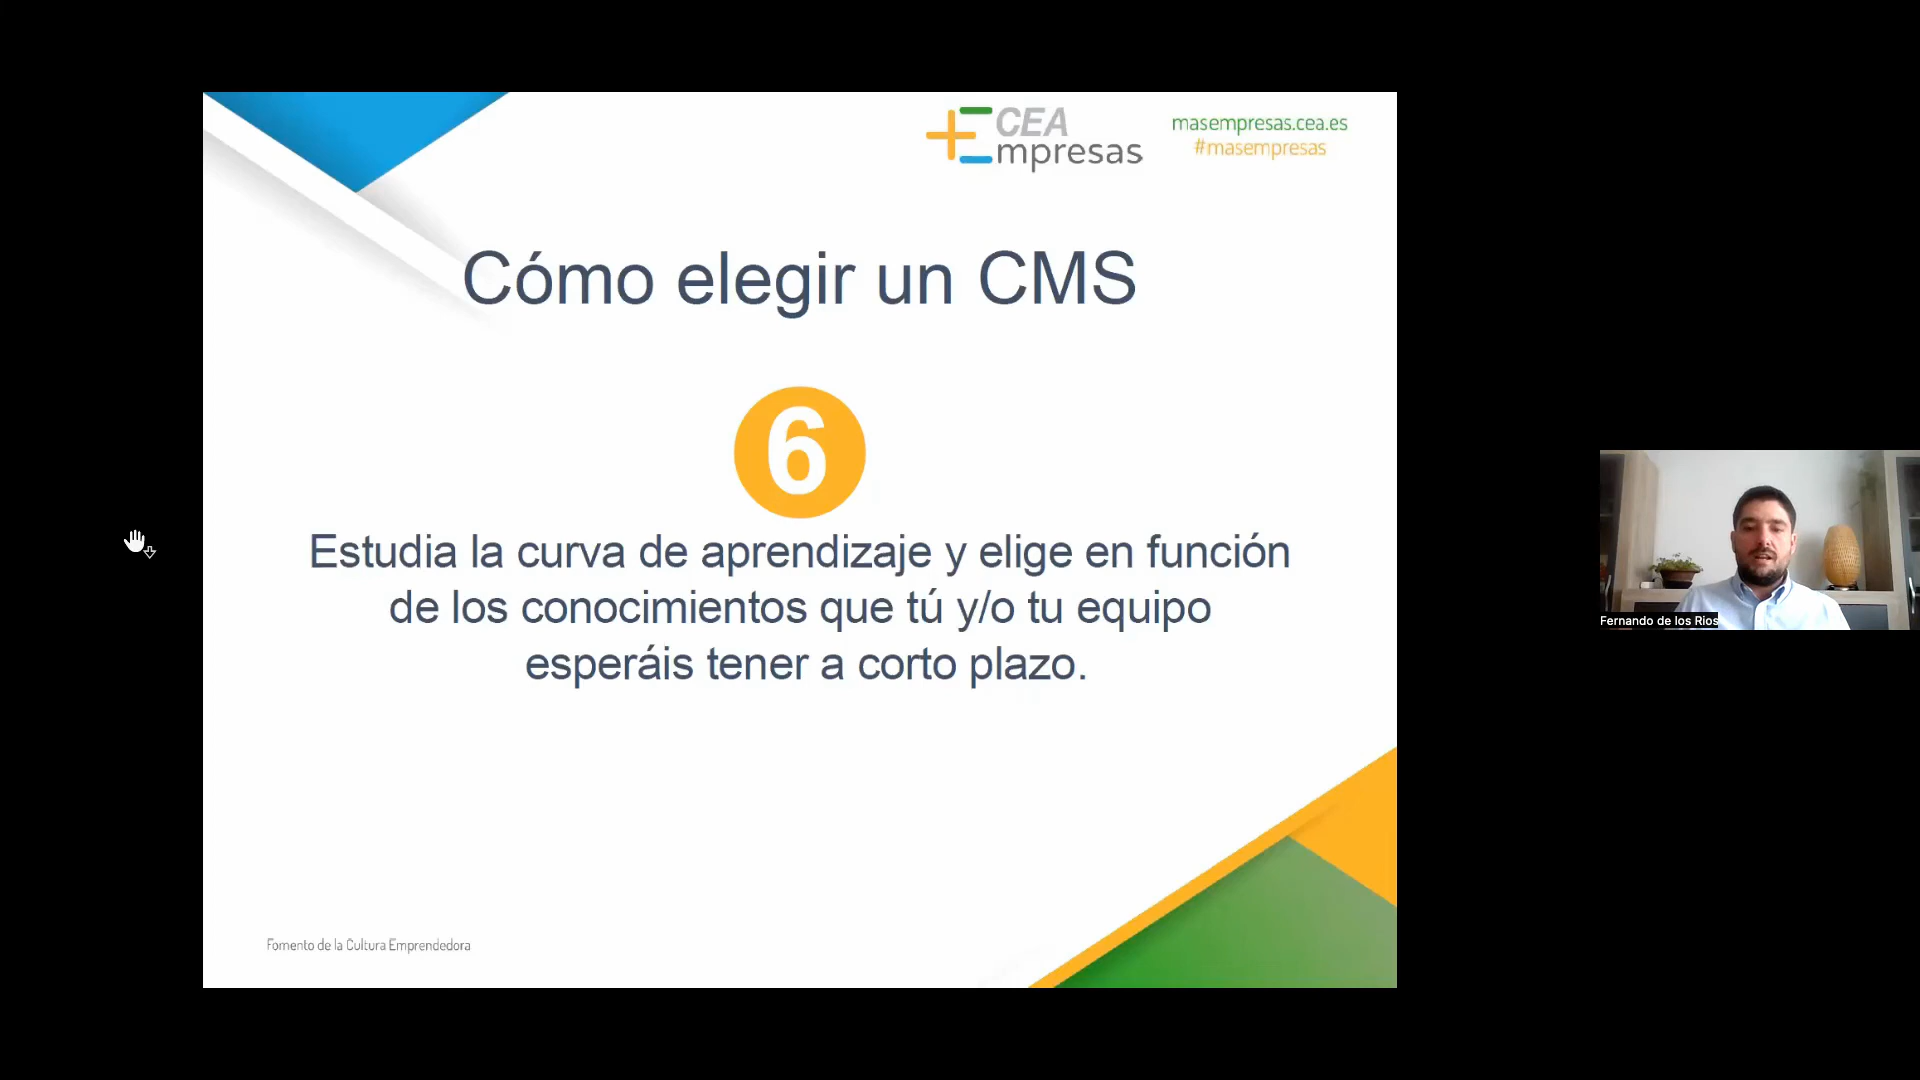 CEA
Empresas
masempresas.cea.es
#masempresas
Cómo elegir un CMS
6
Estudia la curva de aprendizaje y elige en función
de los conocimientos que tú y/o tu equipo
esperáis tener a corto plazo.
Fernando de los Rios
Fomento de la Cultura Emprendedora